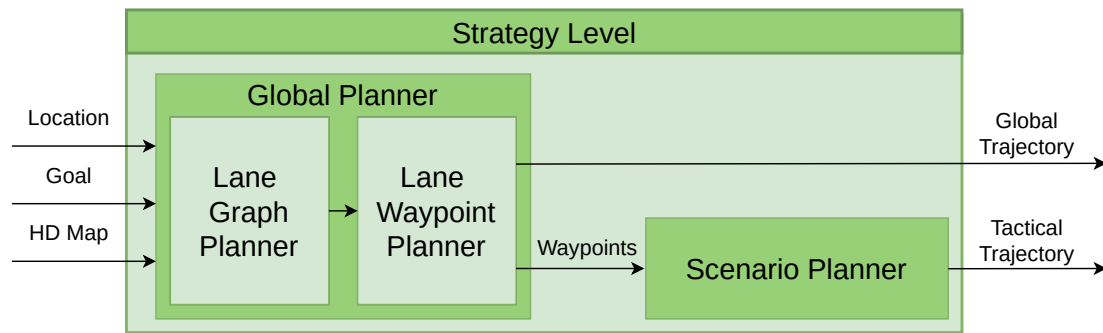 Strategy Level
Global Planner
Location
Goal
HD Map
Lane
Graph
Planner
Lane
Waypoint
Planner
Waypoints
Scenario Planner
Global
Trajectory
Tactical
Trajectory